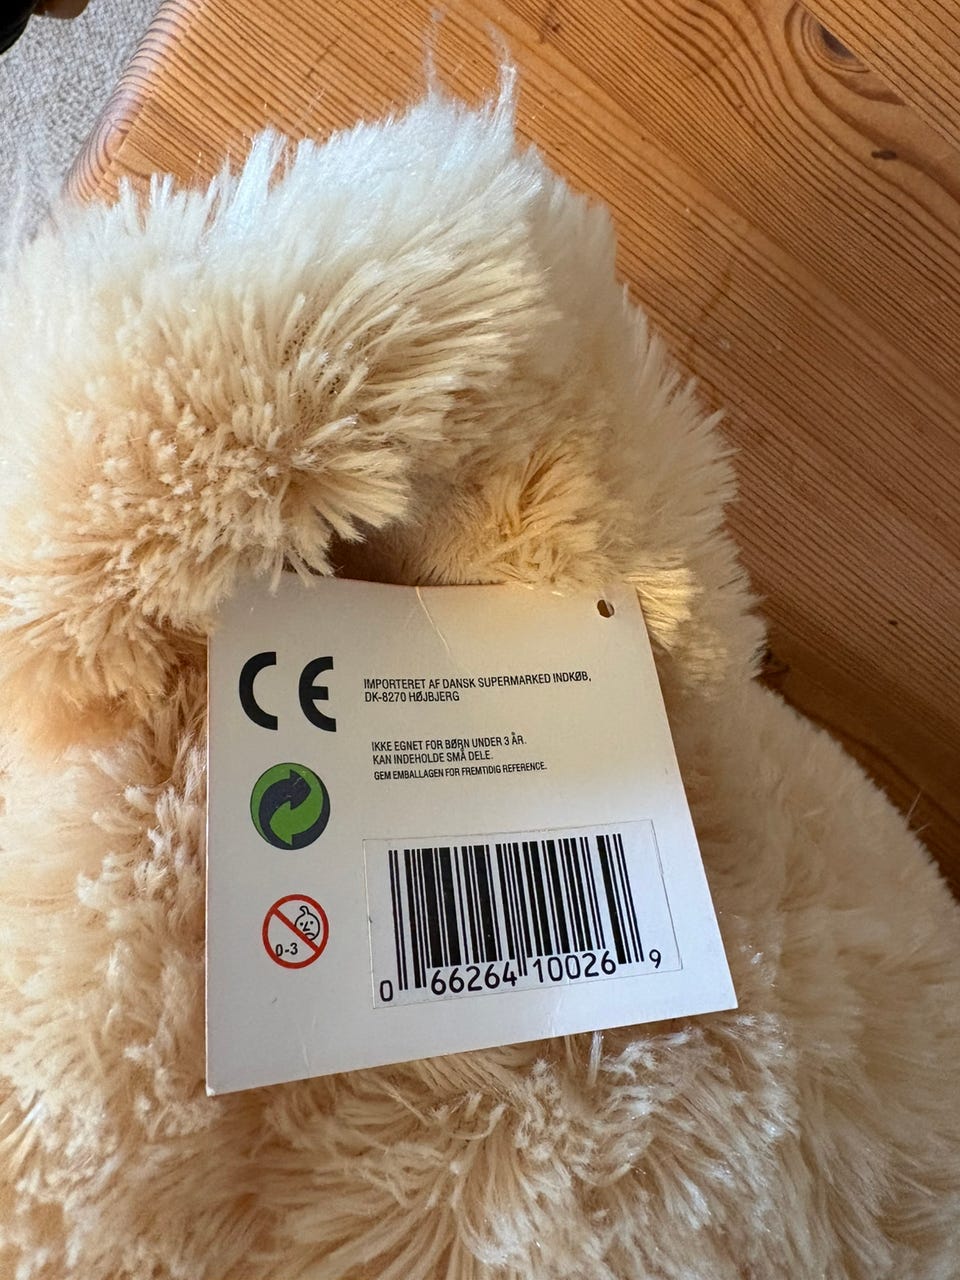 CE
IMPORTERET AF DANSK SUPERMARKED INDKØB,
DK-8270 HØJBJERG
IKKE EGNET FOR BØRN UNDER 3 ÅR.
KAN INDEHOLDE SMÅ DELE.
GEM EMBALLAGEN FOR FREMTIDIG REFERENCE.
0-3
0 66264 10026 9